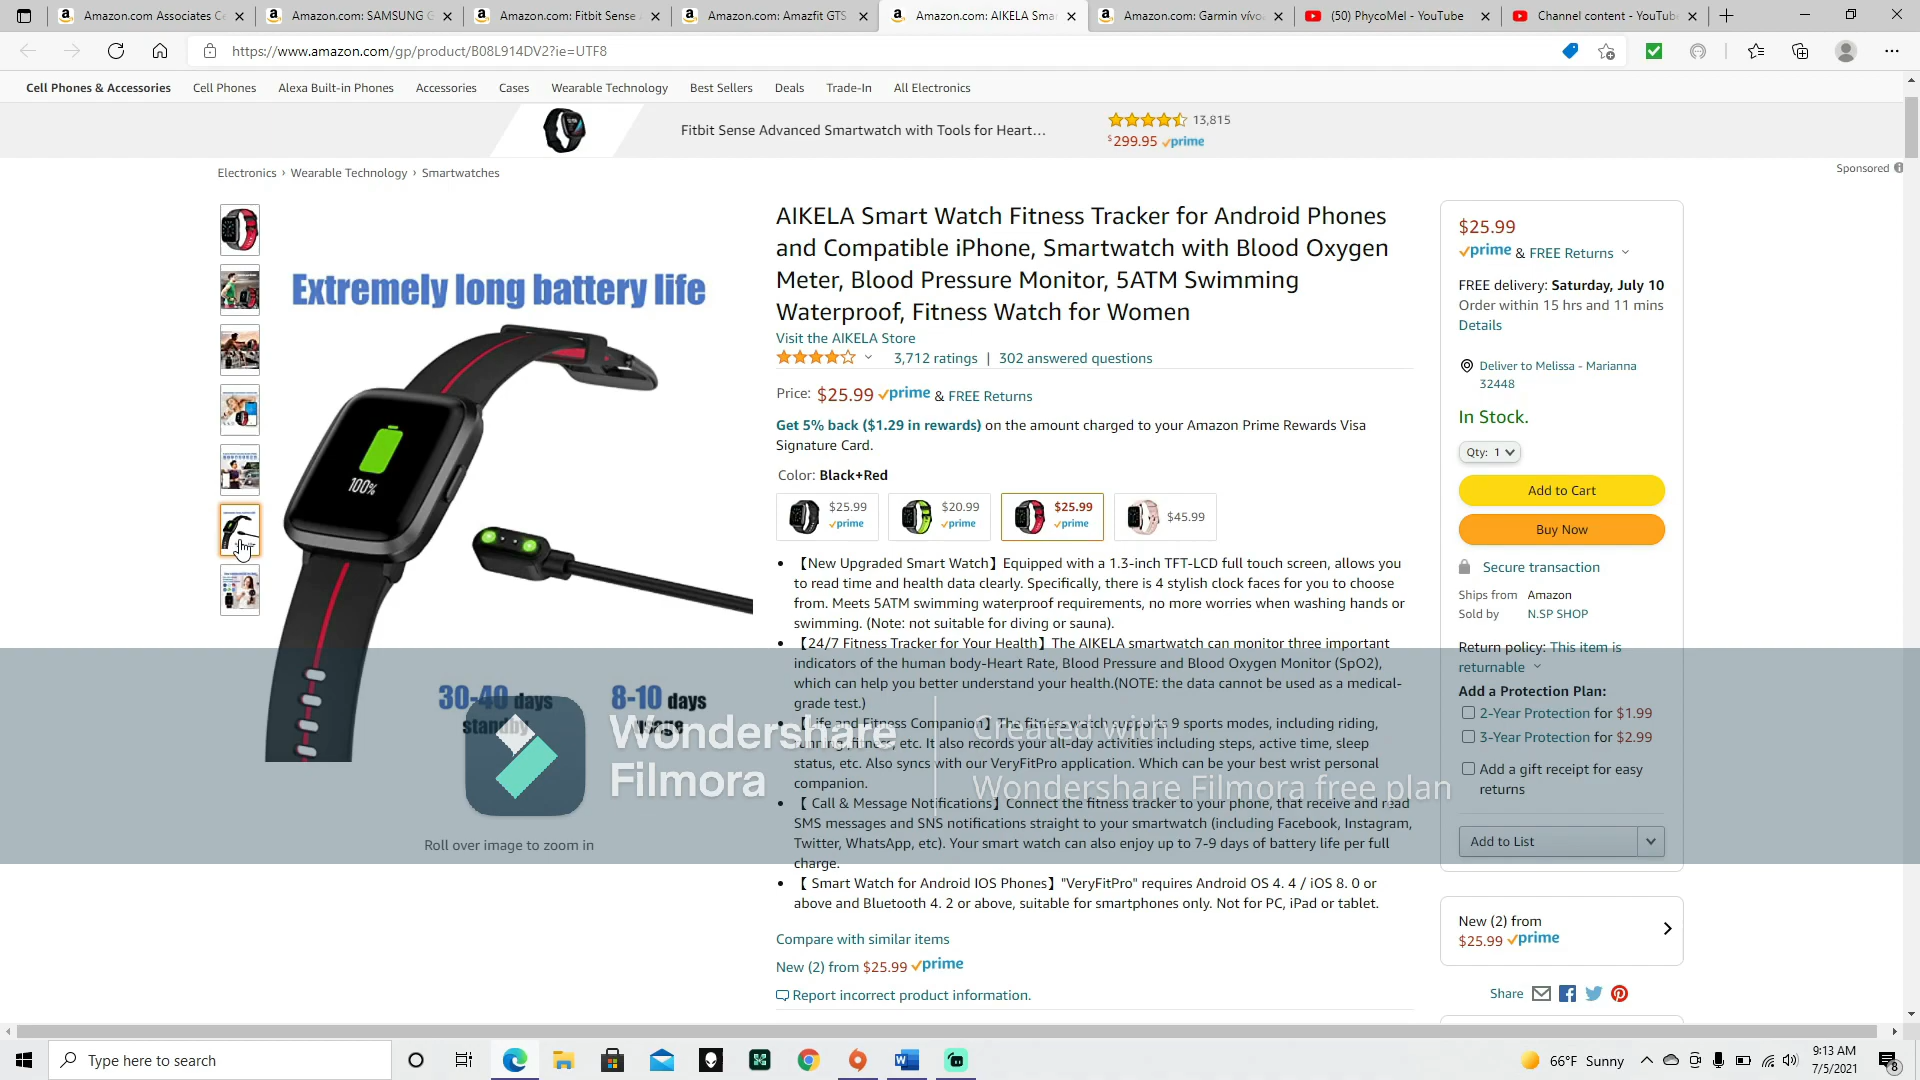 Amazon.com Associates Ce
Amazon.com: SAMSUNG G
Amazon.com: Fitbit Sense
Amazon.com: Amazfit GTS
Amazon.com: AIKELA Smar
Amazon.com: Garmin vívo
(50) PhycoMel - YouTube
Channel content - YouTub
https://www.amazon.com/gp/product/B08L914DV2?ie=UTF8
Cell Phones & Accessories
Cell Phones
Alexa Built-in Phones
Accessories
Cases
Wearable Technology
Best Sellers
Deals
Trade-In
All Electronics
Fitbit Sense Advanced Smartwatch with Tools for Heart...
13,815
$299.95 prime
Sponsored
Electronics › Wearable Technology › Smartwatches
Extremely long battery life
100%
30-40 days
standby
8-10 days
usage
Roll over image to zoom in
AIKELA Smart Watch Fitness Tracker for Android Phones
and Compatible iPhone, Smartwatch with Blood Oxygen
Meter, Blood Pressure Monitor, 5ATM Swimming
Waterproof, Fitness Watch for Women
Visit the AIKELA Store
3,712 ratings | 302 answered questions
Price: $25.99 prime & FREE Returns
Get 5% back ($1.29 in rewards) on the amount charged to your Amazon Prime Rewards Visa
Signature Card.
Color: Black+Red
$25.99
prime
$20.99
prime
$25.99
prime
$45.99
• 【New Upgraded Smart Watch】Equipped with a 1.3-inch TFT-LCD full touch screen, allows you
to read time and health data clearly. Specifically, there is 4 stylish clock faces for you to choose
from. Meets 5ATM swimming waterproof requirements, no more worries when washing hands or
swimming. (Note: not suitable for diving or sauna).
• 【24/7 Fitness Tracker for Your Health】The AIKELA smartwatch can monitor three important
indicators of the human body-Heart Rate, Blood Pressure and Blood Oxygen Monitor (SpO2),
which can help you better understand your health.(NOTE: the data cannot be used as a medical-
grade test.)
• 【Life and Fitness Companion】The fitness watch supports 9 sports modes, including riding,
running, fitness, etc. It also records your all-day activities including steps, active time, sleep
status, etc. Also syncs with our VeryFitPro application. Which can be your best wrist personal
companion.
• 【 Call & Message Notifications】Connect the fitness tracker to your phone, that receive and read
SMS messages and SNS notifications straight to your smartwatch (including Facebook, Instagram,
Twitter, WhatsApp, etc). Your smart watch can also enjoy up to 7-9 days of battery life per full
charge.
• 【 Smart Watch for Android IOS Phones】"VeryFitPro" requires Android OS 4. 4 / iOS 8. 0 or
above and Bluetooth 4. 2 or above, suitable for smartphones only. Not for PC, iPad or tablet.
Compare with similar items
New (2) from $25.99 prime
Report incorrect product information.
$25.99
prime & FREE Returns
FREE delivery: Saturday, July 10
Order within 15 hrs and 11 mins
Details
Deliver to Melissa - Marianna
32448
In Stock.
Qty: 1
Add to Cart
Buy Now
Secure transaction
Ships from Amazon
Sold by N.SP SHOP
Return policy: This item is
returnable
Add a Protection Plan:
2-Year Protection for $1.99
3-Year Protection for $2.99
Add a gift receipt for easy
returns
Add to List
New (2) from
$25.99 prime
Share
Wondershare
Filmora
Created with
Wondershare Filmora free plan
Type here to search
66°F Sunny
9:13 AM
7/5/2021
8